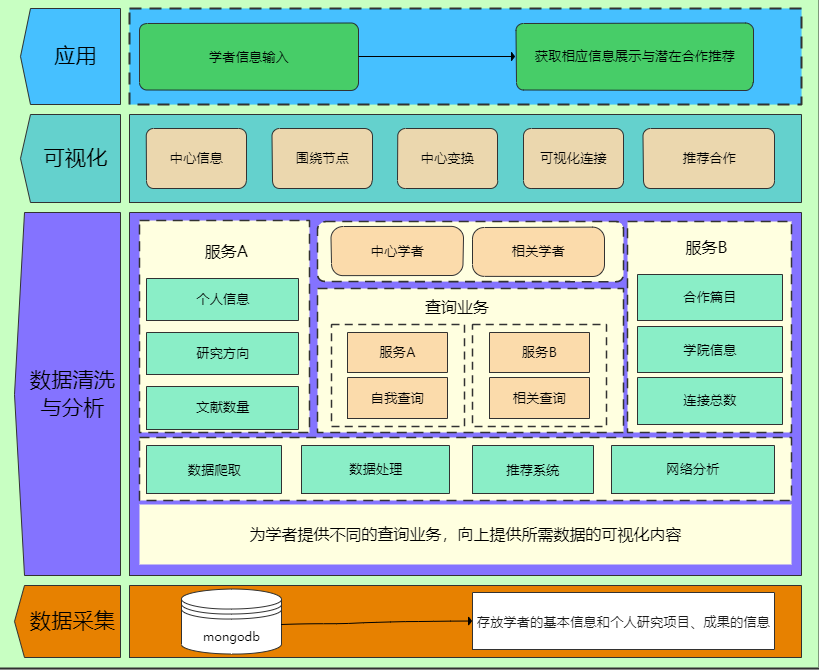 应用
学者信息输入
获取相应信息展示与潜在合作推荐
可视化
中心信息
围绕节点
中心变换
可视化连接
推荐合作
数据清洗
与分析
服务A
个人信息
研究方向
文献数量
中心学者
相关学者
查询业务
服务A
自我查询
服务B
相关查询
服务B
合作篇目
学院信息
连接总数
数据爬取
数据处理
推荐系统
网络分析
为学者提供不同的查询业务，向上提供所需数据的可视化内容
数据采集
mongodb
存放学者的基本信息和个人研究项目、成果的信息